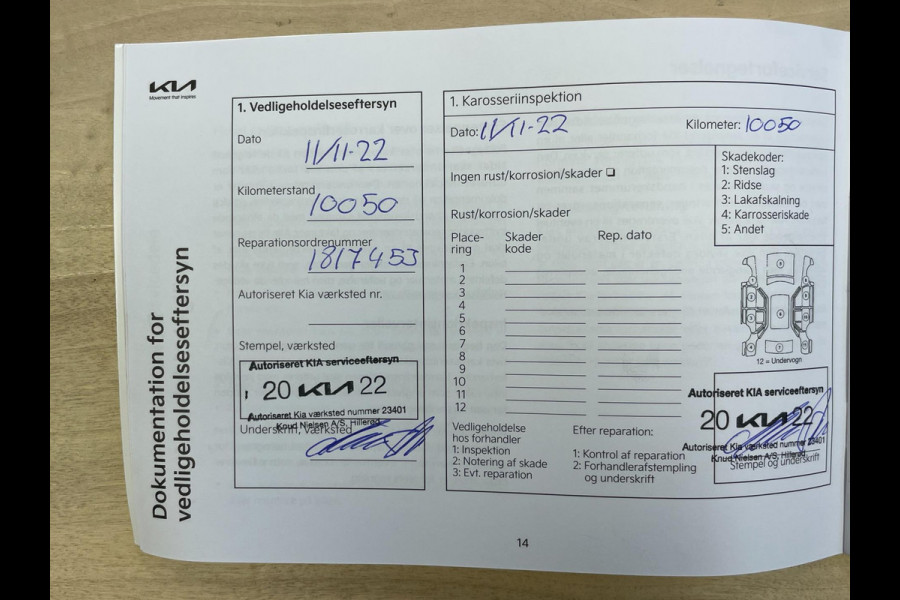 KIA
Movement that inspires
Dokumentation for
vedligeholdelseseftersyn
1. Vedligeholdelseseftersyn
Dato
11/11-22
Kilometerstand
10050
Reparationsordrenummer
1817453
Autoriseret Kia værksted nr.
Stempel, værksted
Autoriseret KIA serviceeftersyn
20 KIA 22
Autoriseret Kia værksted nummer 23401
Knud Nielsen A/S, Hillerød
Underskrift, værksted
1. Karosseriinspektion
Dato: 11/11-22
Kilometer: 10050
Ingen rust/korrosion/skader
Skadekoder:
1: Stenslag
2: Ridse
3: Lakafskalning
4: Karrosseriskade
5: Andet
Rust/korrosion/skader
Place-
ring
Skader
kode
Rep. dato
1
2
3
4
5
6
7
8
9
10
11
12
12 = Undervogn
Vedligeholdelse
hos forhandler
1: Inspektion
2: Notering af skade
3: Evt. reparation
Efter reparation:
1: Kontrol af reparation
2: Forhandlerafstempling
og underskrift
Autoriseret KIA serviceeftersyn
20 KIA 22
Autoriseret Kia værksted nummer 23401
Knud Nielsen A/S, Hillerød
Stempel og underskrift
14